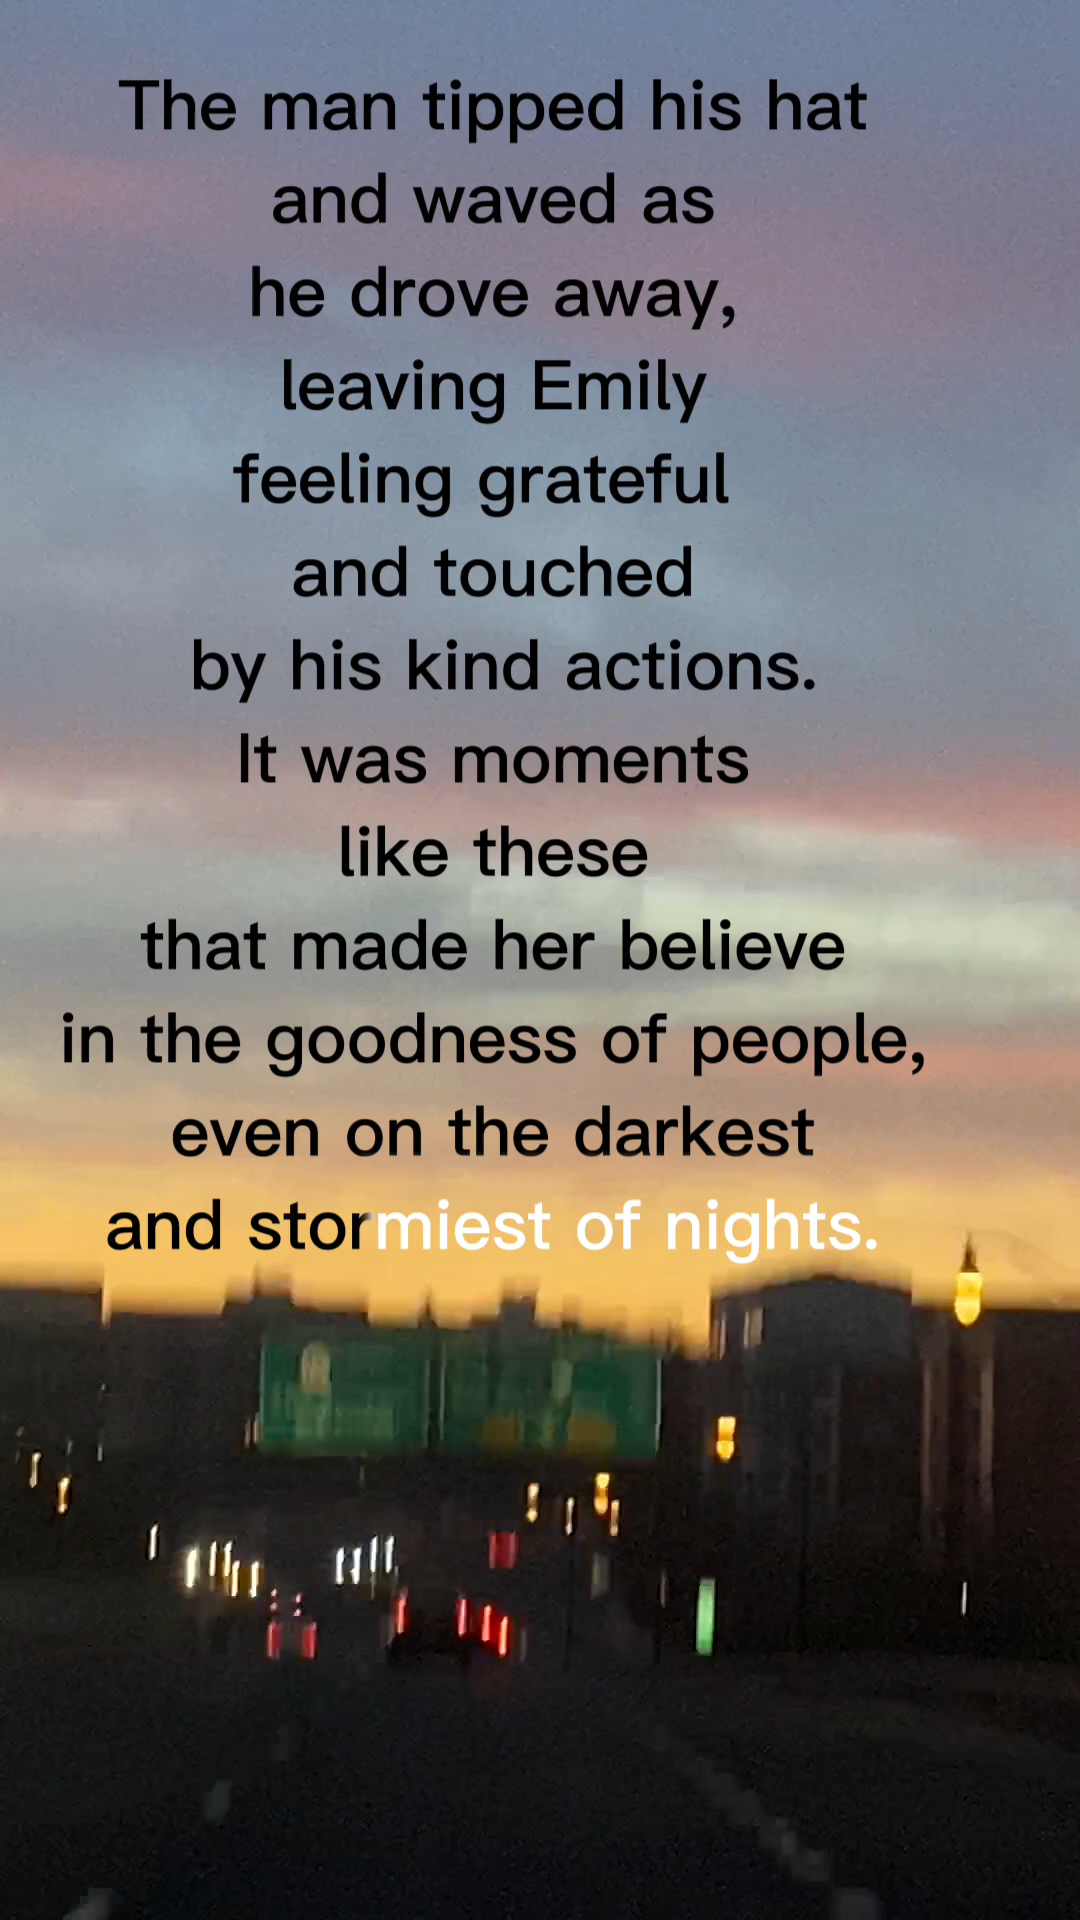 The man tipped his hat
and waved as
he drove away,
leaving Emily
feeling grateful
and touched
by his kind actions.
It was moments
like these
that made her believe
in the goodness of people,
even on the darkest
and stormiest of nights.